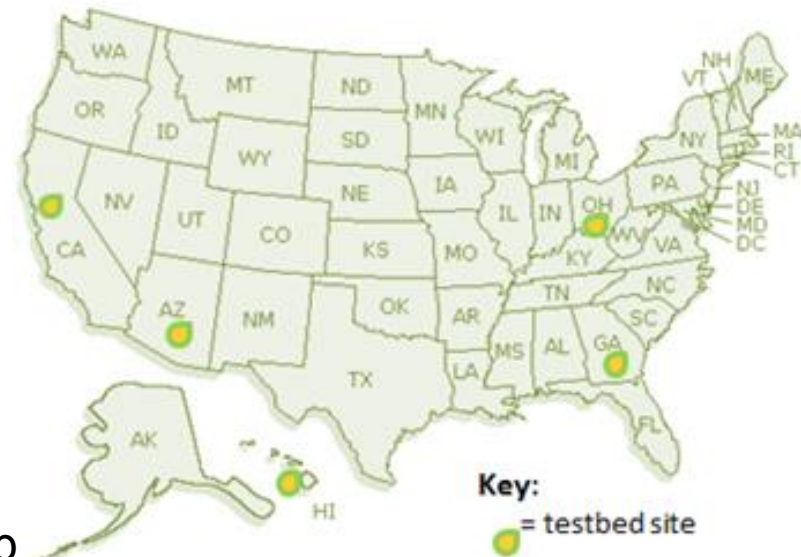 WA
MT
ND
MN
OR
ID
SD
WI
MI
NY
VT
NH
ME
MA
RI
CT
WY
NE
IA
PA
NJ
DE
MD
DC
NV
UT
CO
IL
IN
OH
WV
VA
CA
KS
MO
KY
AZ
NM
OK
AR
TN
NC
SC
TX
LA
MS
AL
GA
FL
AK
HI
Key:
= testbed site